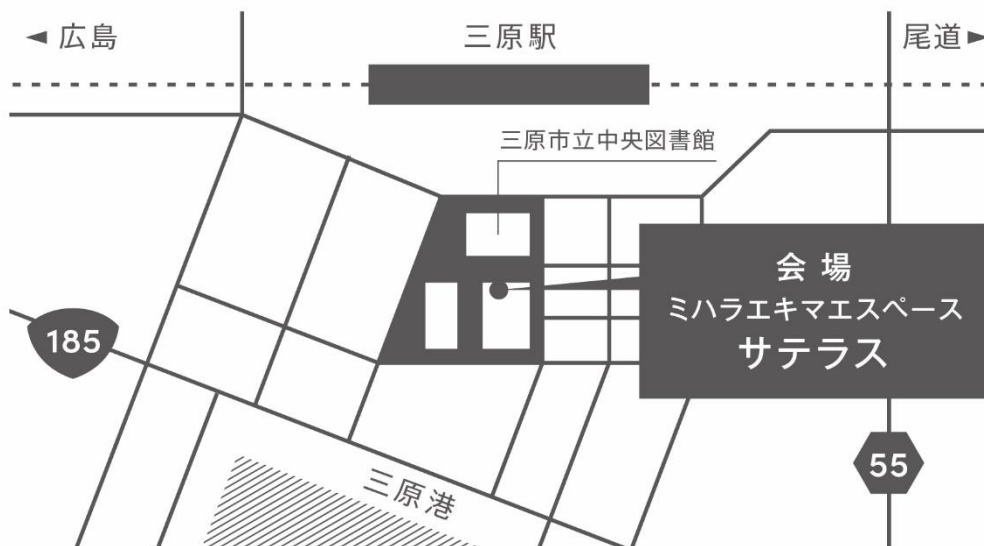 ◄ 広島
三原駅
尾道 ►
三原市立中央図書館
会場
ミハラエキマエスペース
サテラス
185
55
三原港